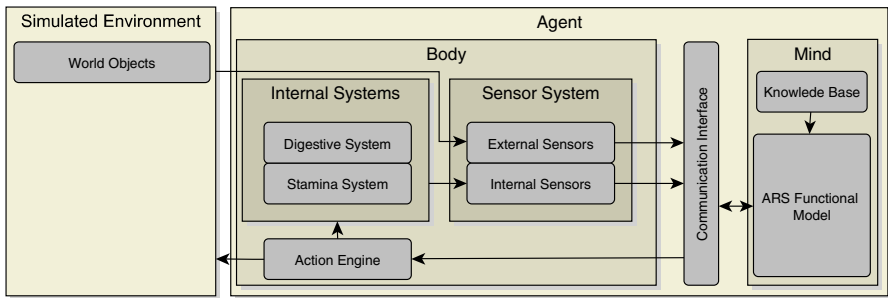 Simulated Environment
World Objects
Agent
Body
Internal Systems
Digestive System
Stamina System
Sensor System
External Sensors
Internal Sensors
Action Engine
Communication Interface
Mind
Knowlede Base
ARS Functional
Model